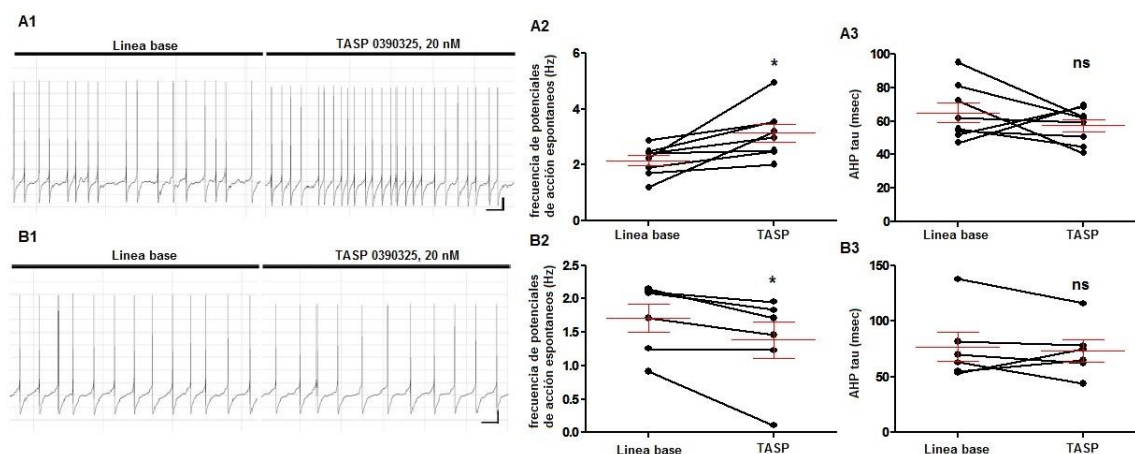 A1
Linea base
TASP 0390325, 20 nM
A2
frecuencia de potenciales
de acción espontaneos (Hz)
6
4
2
0
*
Linea base
TASP
A3
AHP tau (msec)
100
80
60
40
20
0
ns
Linea base
TASP
B1
Linea base
TASP 0390325, 20 nM
B2
frecuencia de potenciales
de acción espontaneos (Hz)
2.5
2.0
1.5
1.0
0.5
0.0
*
Linea base
TASP
B3
AHP tau (msec)
150
100
50
0
ns
Linea base
TASP